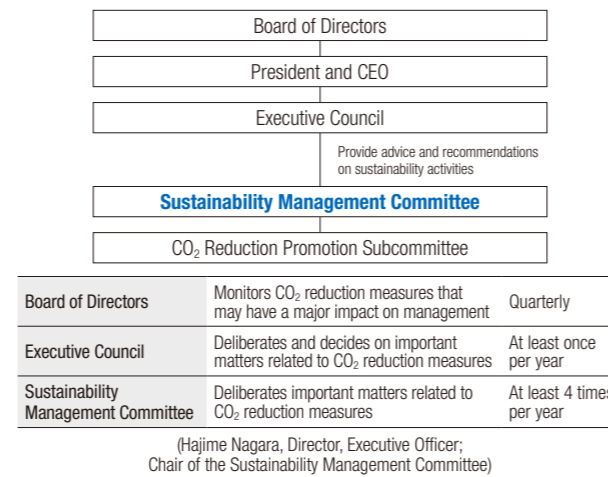 Board of Directors
President and CEO
Executive Council
Provide advice and recommendations
on sustainability activities
Sustainability Management Committee
CO₂ Reduction Promotion Subcommittee
Board of Directors
Monitors CO₂ reduction measures that
may have a major impact on management
Quarterly
Executive Council
Deliberates and decides on important
matters related to CO₂ reduction measures
At least once
per year
Sustainability
Management Committee
Deliberates important matters related to
CO₂ reduction measures
At least 4 times
per year
(Hajime Nagara, Director, Executive Officer;
Chair of the Sustainability Management Committee)